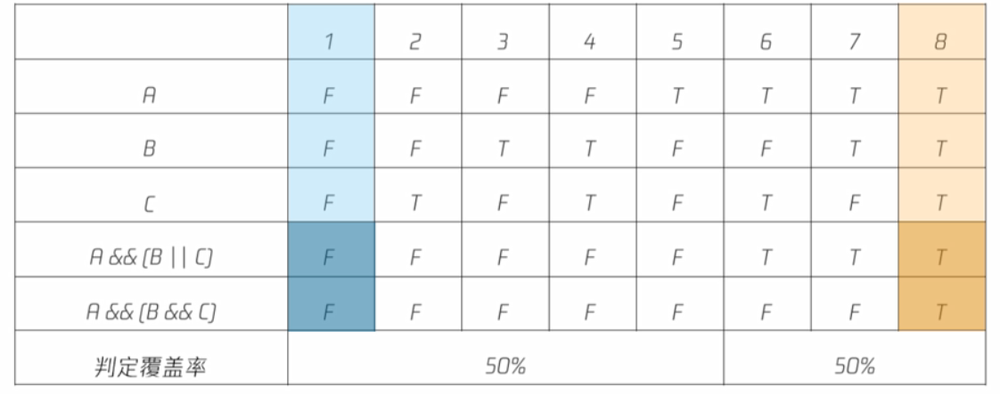 1 2 3 4 5 6 7 8
A F F F F T T T T
B F F T T F F T T
C F T F T F T F T
A && (B || C) F F F F F T T T
A && (B && C) F F F F F F F T
判定覆盖率 50% 50%